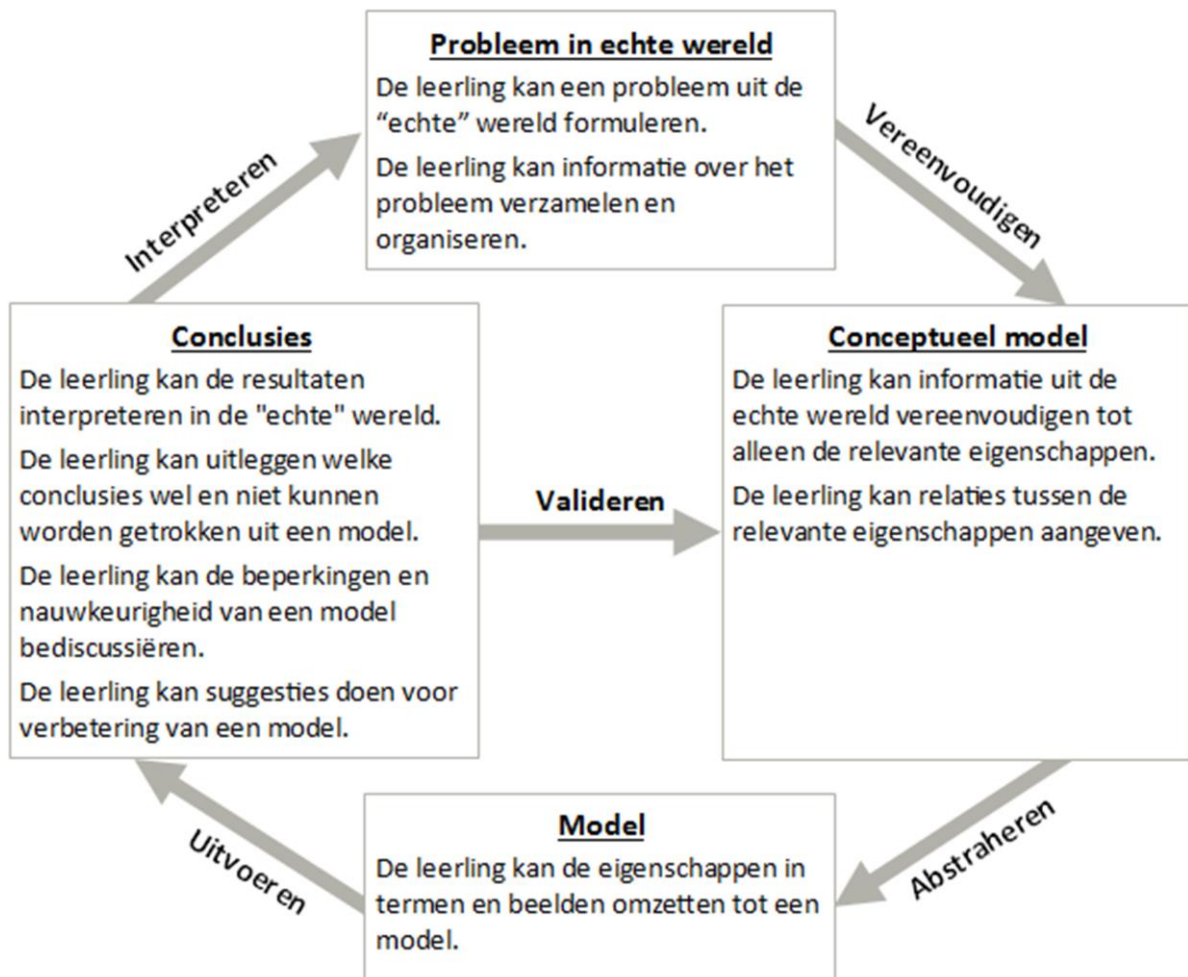 Probleem in echte wereld
De leerling kan een probleem uit de
“echte” wereld formuleren.
De leerling kan informatie over het
probleem verzamelen en
organiseren.
Interpreteren
Vereenvoudigen
Conclusies
De leerling kan de resultaten
interpreteren in de "echte" wereld.
De leerling kan uitleggen welke
conclusies wel en niet kunnen
worden getrokken uit een model.
De leerling kan de beperkingen en
nauwkeurigheid van een model
bediscussiëren.
De leerling kan suggesties doen voor
verbetering van een model.
Valideren
Conceptueel model
De leerling kan informatie uit de
echte wereld vereenvoudigen tot
alleen de relevante eigenschappen.
De leerling kan relaties tussen de
relevante eigenschappen aangeven.
Uitvoeren
Abstraheren
Model
De leerling kan de eigenschappen in
termen en beelden omzetten tot een
model.